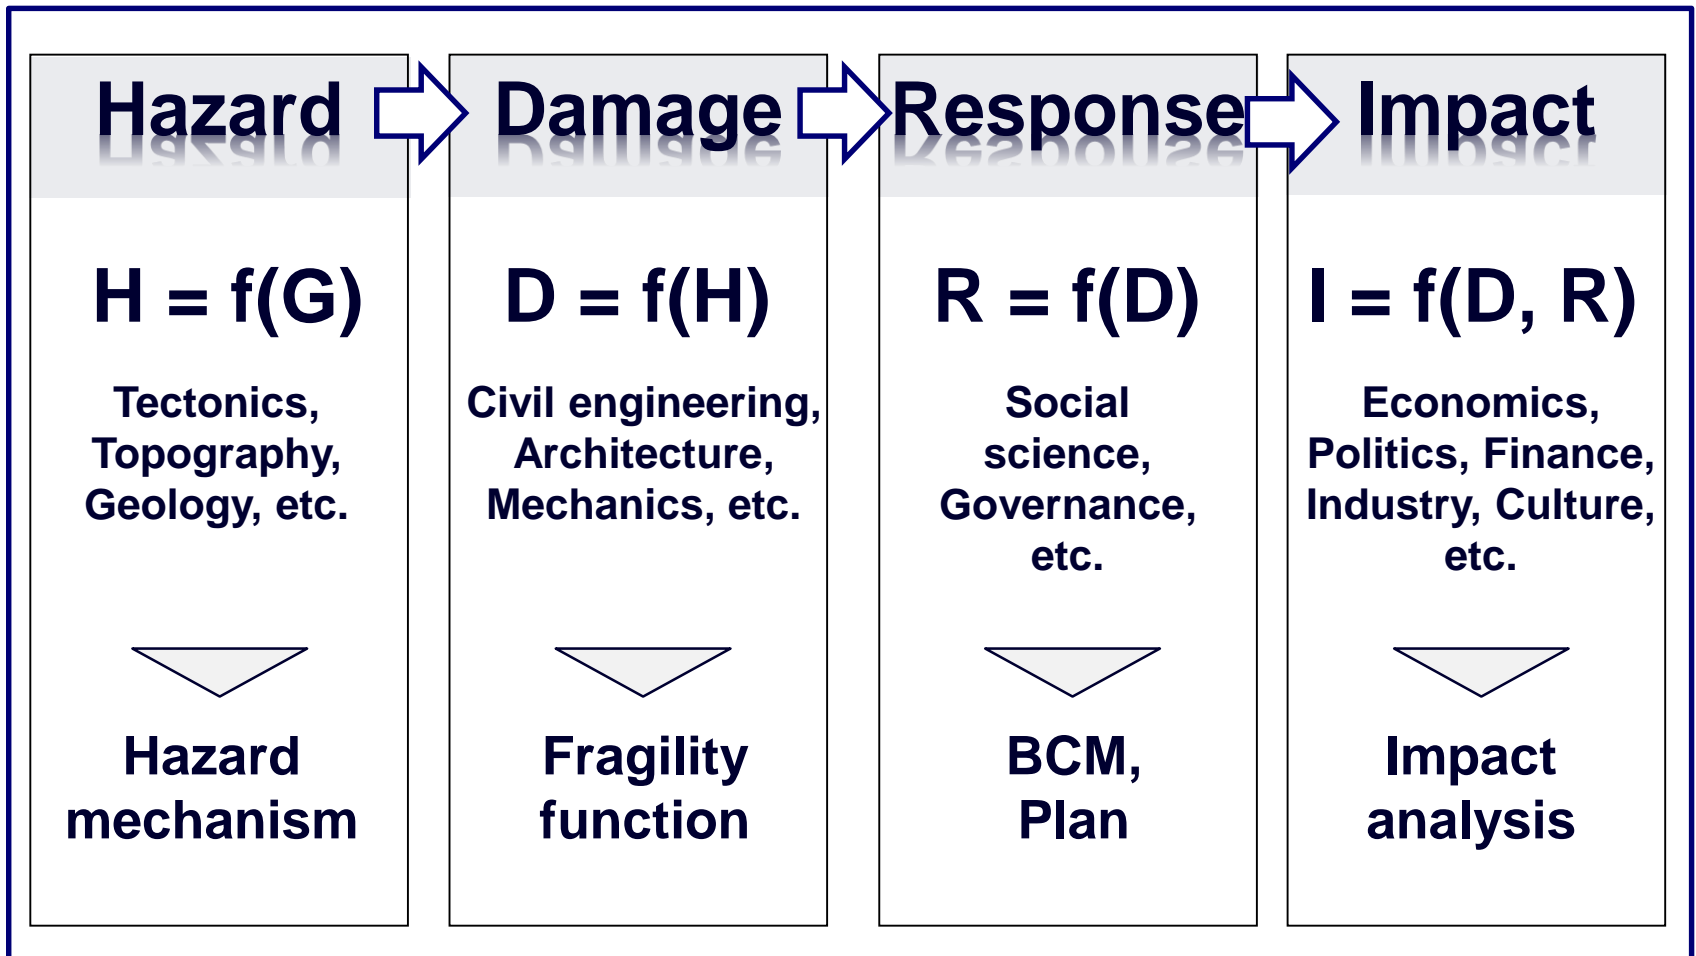 Hazard
H = f(G)
Tectonics,
Topography,
Geology, etc.
Hazard
mechanism
Damage
D = f(H)
Civil engineering,
Architecture,
Mechanics, etc.
Fragility
function
Response
R = f(D)
Social
science,
Governance,
etc.
BCM,
Plan
Impact
I = f(D, R)
Economics,
Politics, Finance,
Industry, Culture,
etc.
Impact
analysis